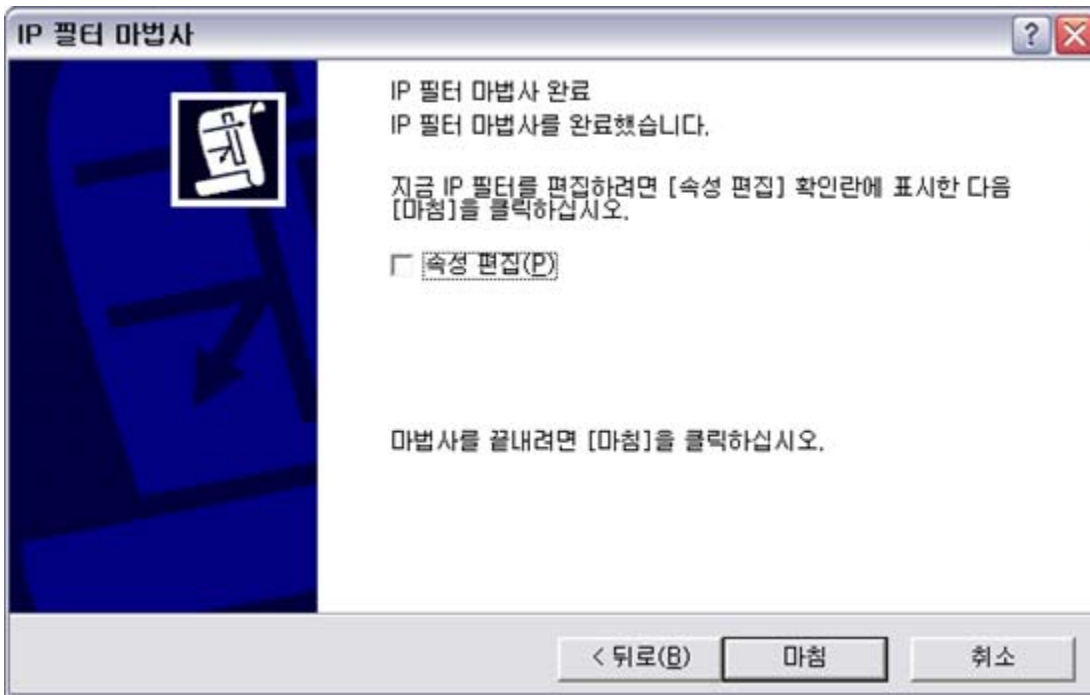 IP 필터 마법사
IP 필터 마법사 완료
IP 필터 마법사를 완료했습니다.
지금 IP 필터를 편집하려면 [속성 편집] 확인란에 표시한 다음
[마침]을 클릭하십시오.
속성 편집(P)
마법사를 끝내려면 [마침]을 클릭하십시오.
< 뒤로(B) 마침 취소